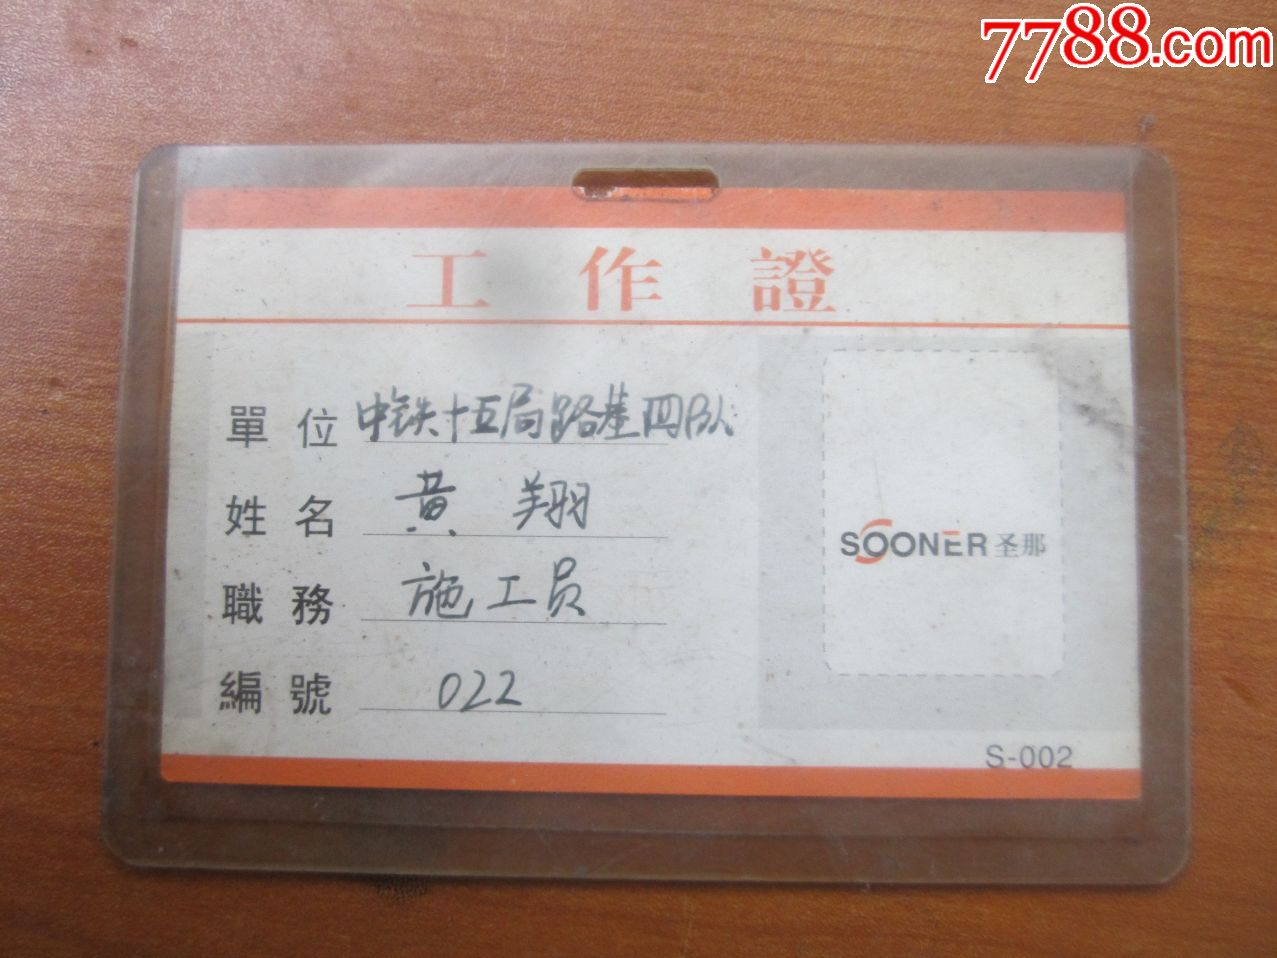 7788.com
工作證
單位 中铁十五局路基四队
姓名 黄翔
職務 施工员
編號 022
SOONER 圣那
S-002